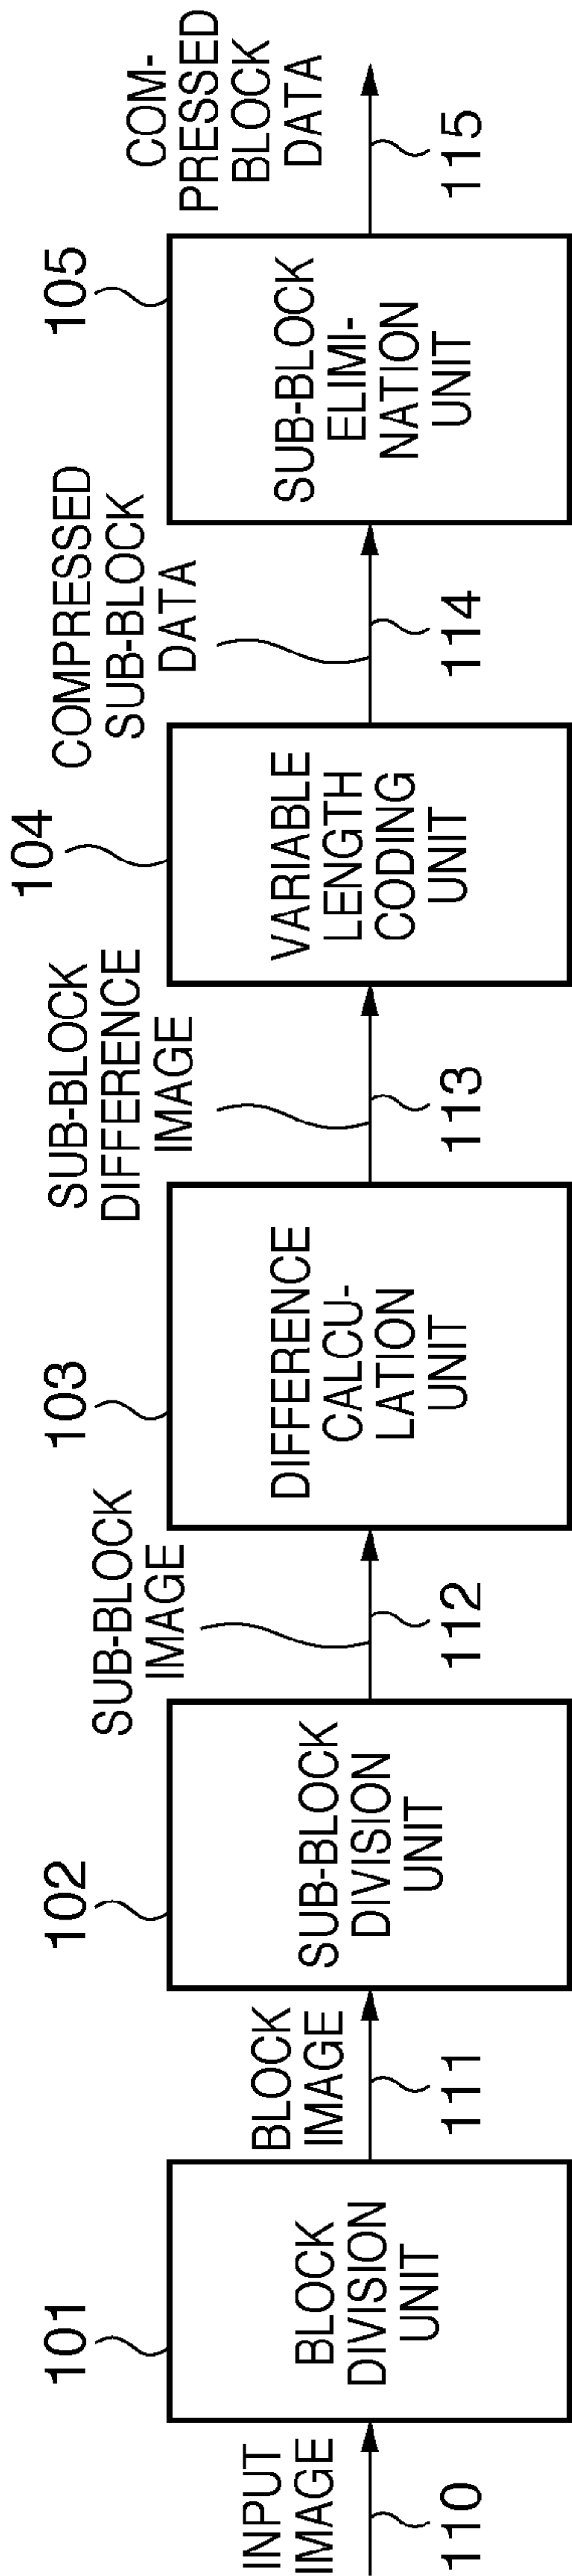 INPUT
IMAGE
110
101
BLOCK
DIVISION
UNIT
BLOCK
IMAGE
111
102
SUB-BLOCK
DIVISION
UNIT
SUB-BLOCK
IMAGE
112
103
DIFFERENCE
CALCU-
LATION
UNIT
SUB-BLOCK
DIFFERENCE
IMAGE
113
104
VARIABLE
LENGTH
CODING
UNIT
COMPRESSED
SUB-BLOCK
DATA
114
105
SUB-BLOCK
ELIMI-
NATION
UNIT
COM-
PRESSED
BLOCK
DATA
115